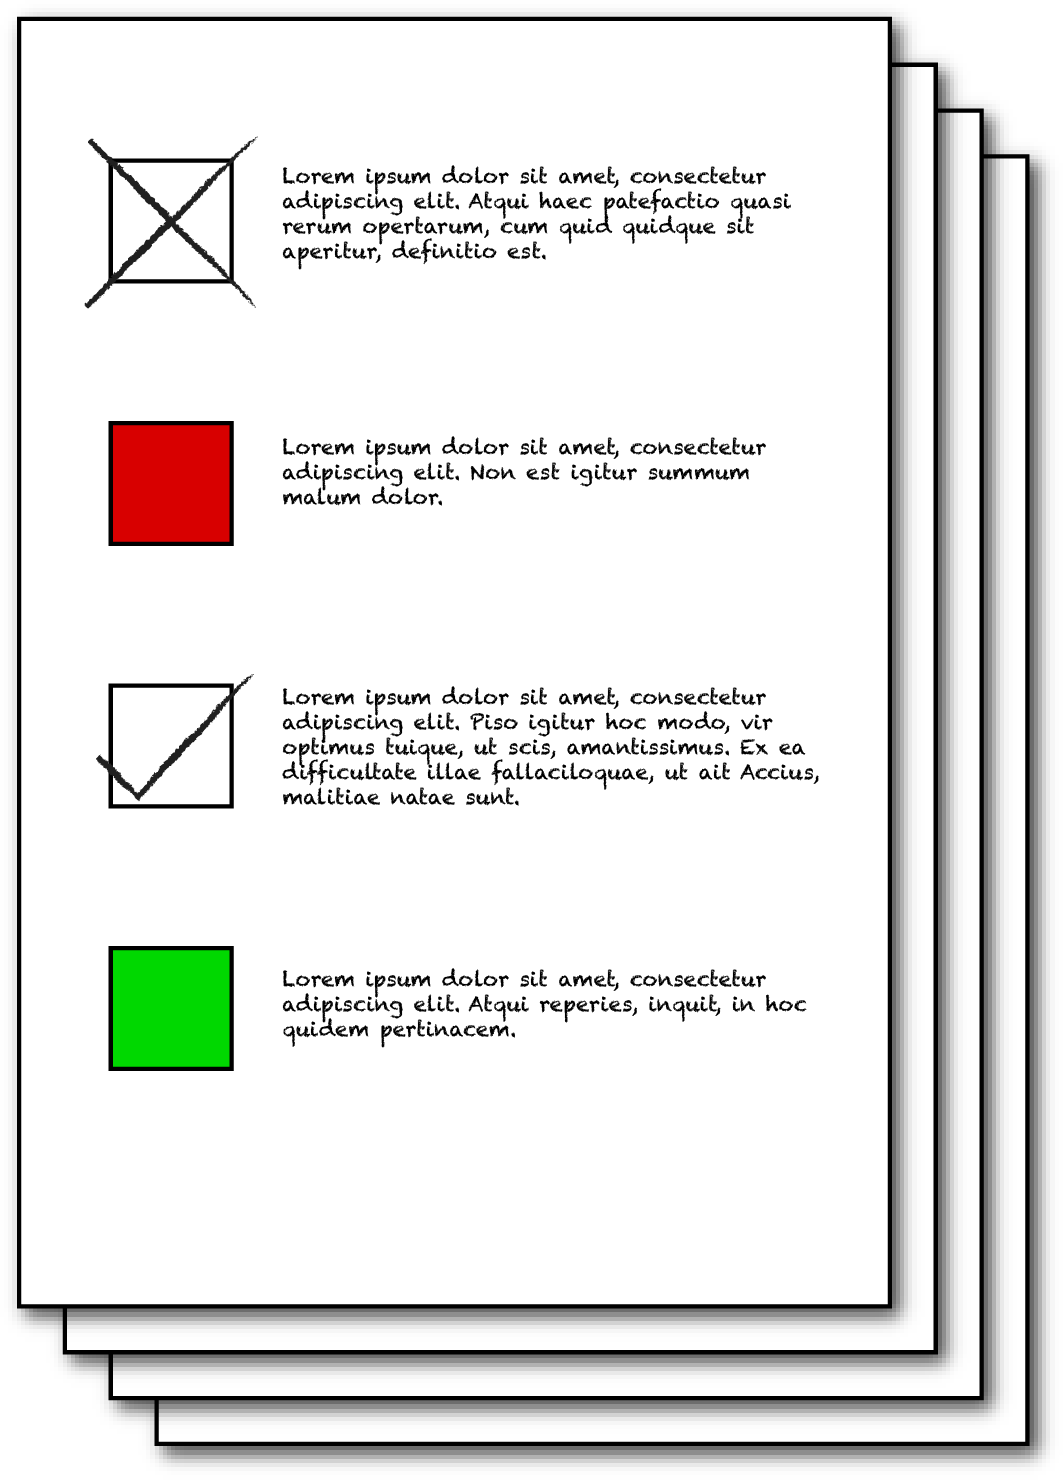 Lorem ipsum dolor sit amet, consectetur
adipiscing elit. Atqui haec patefactio quasi
rerum opertarum, cum quid quidque sit
aperitur, definitio est.
Lorem ipsum dolor sit amet, consectetur
adipiscing elit. Non est igitur summum
malum dolor.
Lorem ipsum dolor sit amet, consectetur
adipiscing elit. Piso igitur hoc modo, vir
optimus tuique, ut scis, amantissimus. Ex ea
difficultate illae fallaciloquae, ut ait Accius,
malitiae natae sunt.
Lorem ipsum dolor sit amet, consectetur
adipiscing elit. Atqui reperies, inquit, in hoc
quidem pertinacem.